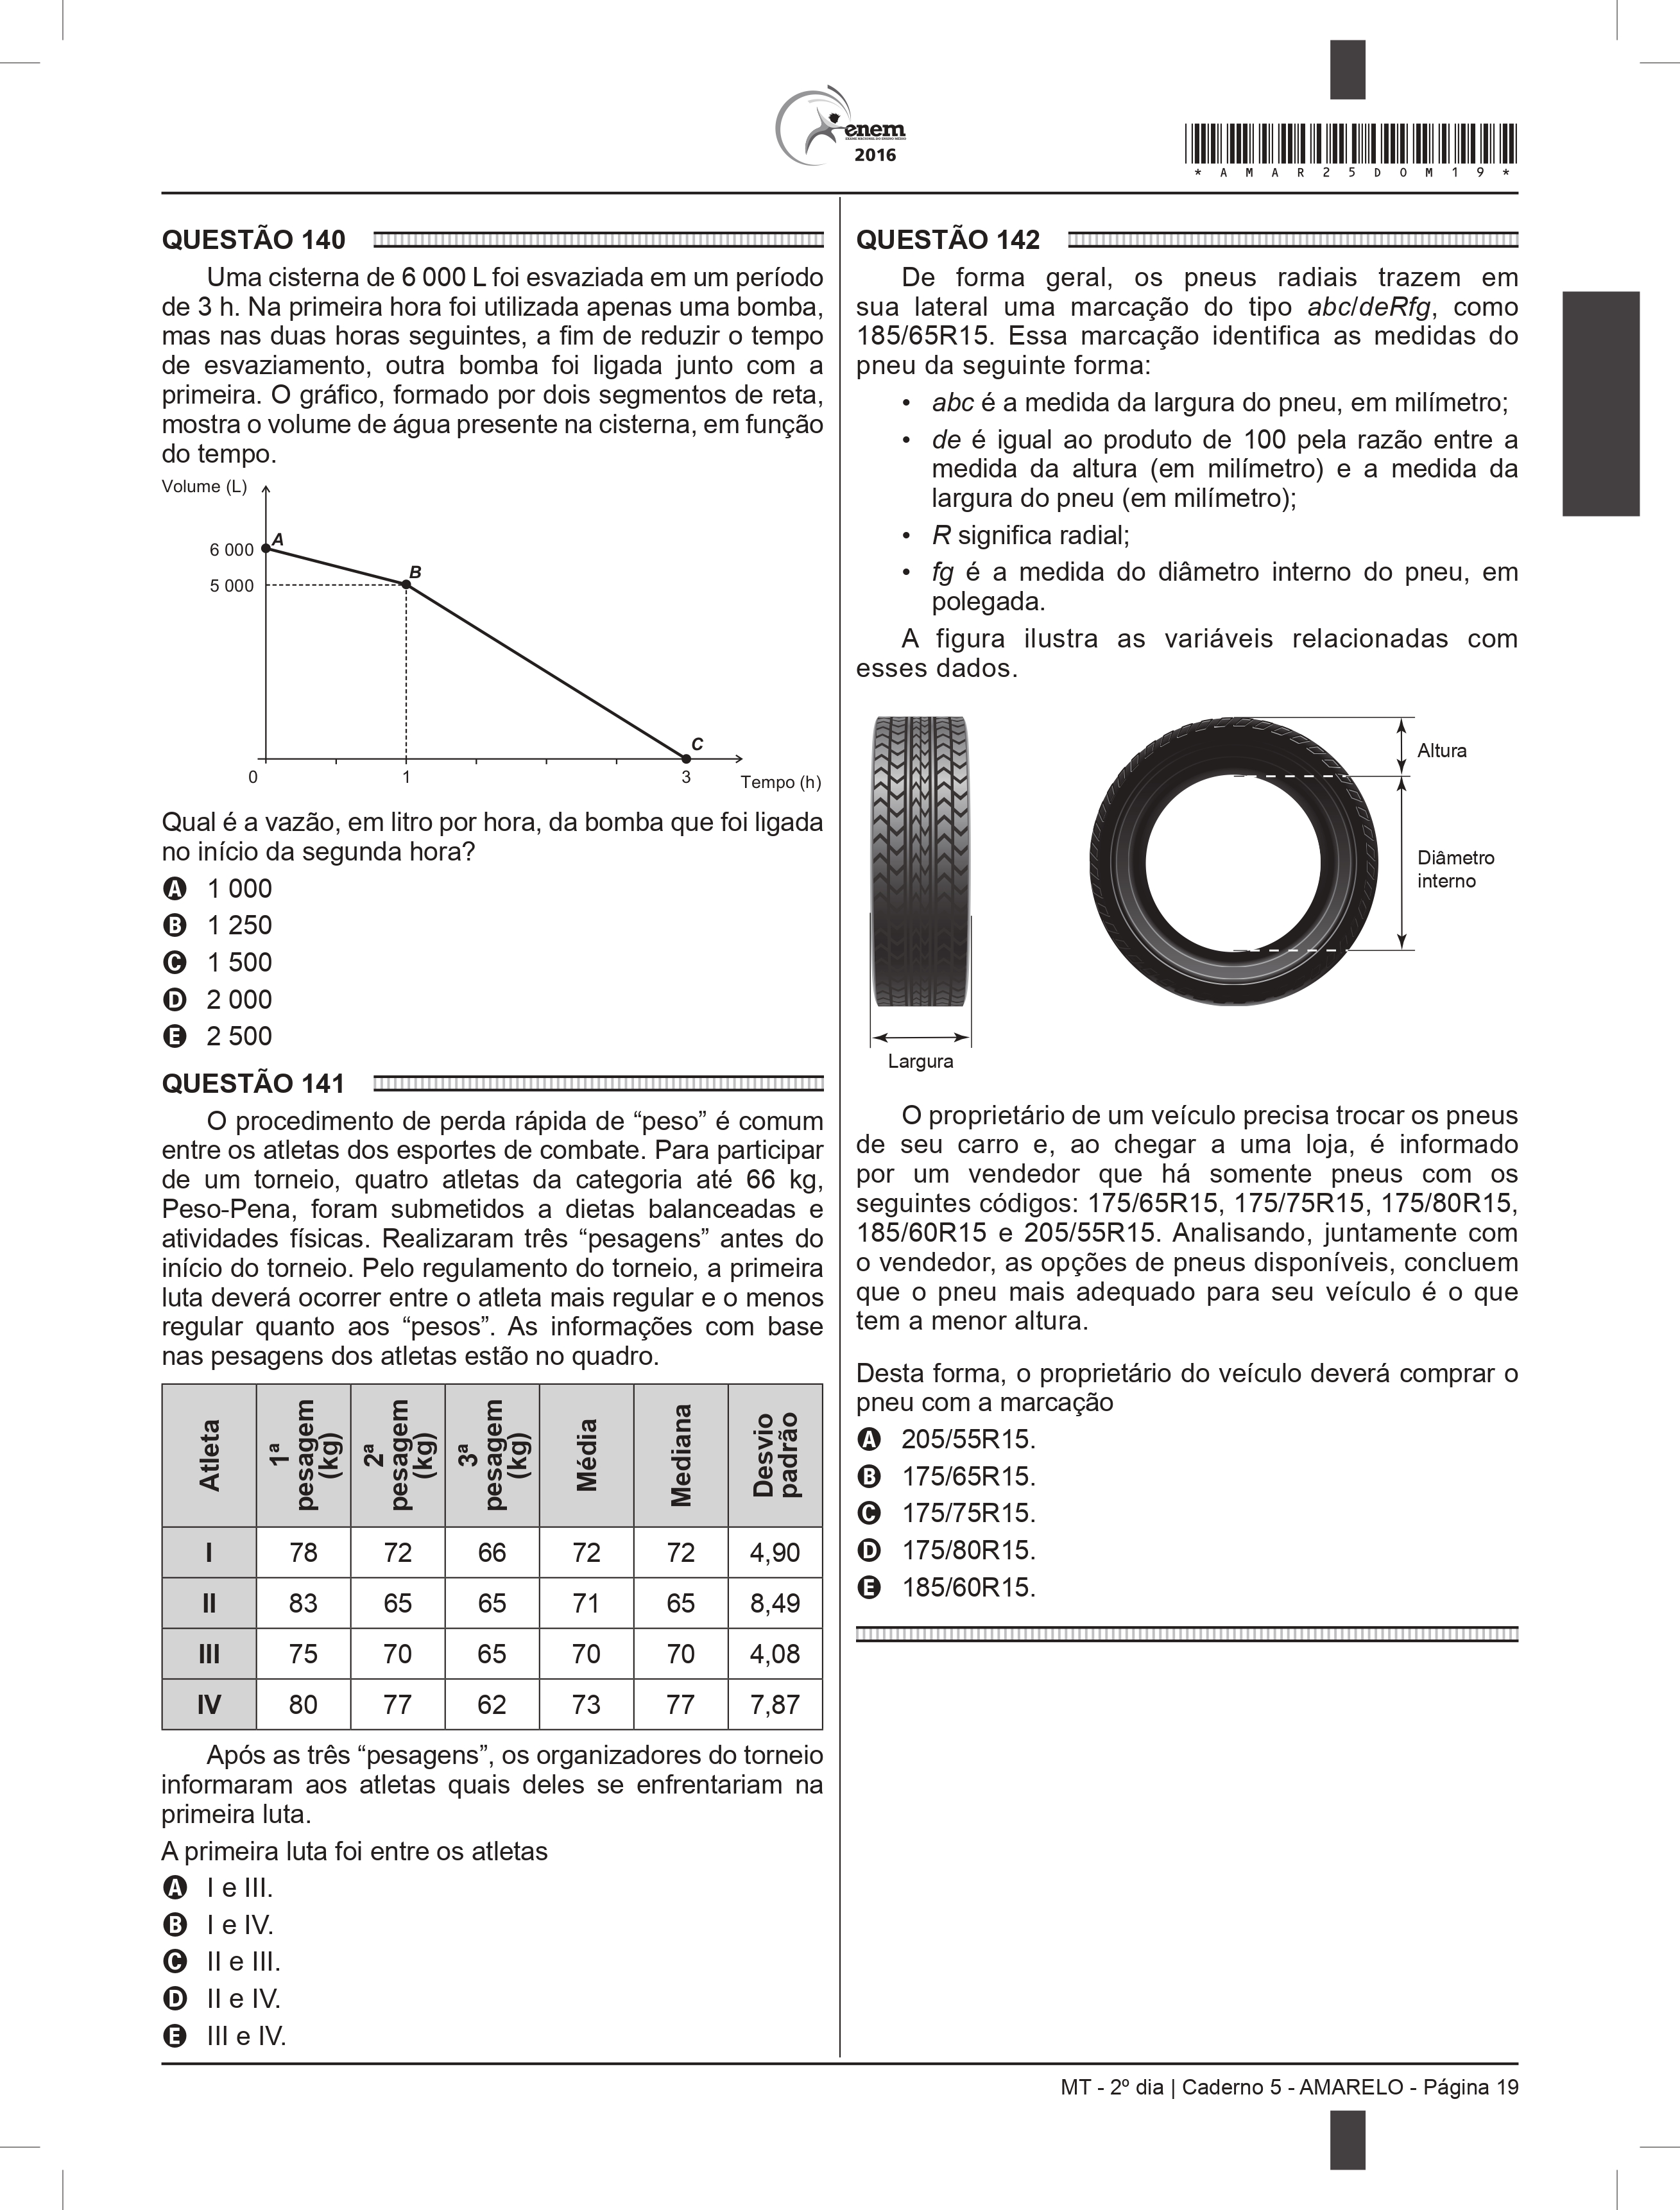 enem
EXAME NACIONAL DO ENSINO MÉDIO
2016
* A M A R 2 5 D O M 1 9 *
QUESTÃO 140
Uma cisterna de 6 000 L foi esvaziada em um período
de 3 h. Na primeira hora foi utilizada apenas uma bomba,
mas nas duas horas seguintes, a fim de reduzir o tempo
de esvaziamento, outra bomba foi ligada junto com a
primeira. O gráfico, formado por dois segmentos de reta,
mostra o volume de água presente na cisterna, em função
do tempo.
Volume (L)
A
6 000
B
5 000
C
0
1
3
Tempo (h)
Qual é a vazão, em litro por hora, da bomba que foi ligada
no início da segunda hora?
A 1 000
B 1 250
C 1 500
D 2 000
E 2 500
QUESTÃO 141
O procedimento de perda rápida de “peso” é comum
entre os atletas dos esportes de combate. Para participar
de um torneio, quatro atletas da categoria até 66 kg,
Peso-Pena, foram submetidos a dietas balanceadas e
atividades físicas. Realizaram três “pesagens” antes do
início do torneio. Pelo regulamento do torneio, a primeira
luta deverá ocorrer entre o atleta mais regular e o menos
regular quanto aos “pesos”. As informações com base
nas pesagens dos atletas estão no quadro.
Atleta
1ª
pesagem
(kg)
2ª
pesagem
(kg)
3ª
pesagem
(kg)
Média
Mediana
Desvio
padrão
I 78 72 66 72 72 4,90
II 83 65 65 71 65 8,49
III 75 70 65 70 70 4,08
IV 80 77 62 73 77 7,87
Após as três “pesagens”, os organizadores do torneio
informaram aos atletas quais deles se enfrentariam na
primeira luta.
A primeira luta foi entre os atletas
A I e III.
B I e IV.
C II e III.
D II e IV.
E III e IV.
QUESTÃO 142
De forma geral, os pneus radiais trazem em
sua lateral uma marcação do tipo abc/deRfg, como
185/65R15. Essa marcação identifica as medidas do
pneu da seguinte forma:
• abc é a medida da largura do pneu, em milímetro;
• de é igual ao produto de 100 pela razão entre a
medida da altura (em milímetro) e a medida da
largura do pneu (em milímetro);
• R significa radial;
• fg é a medida do diâmetro interno do pneu, em
polegada.
A figura ilustra as variáveis relacionadas com
esses dados.
Altura
Diâmetro
interno
Largura
O proprietário de um veículo precisa trocar os pneus
de seu carro e, ao chegar a uma loja, é informado
por um vendedor que há somente pneus com os
seguintes códigos: 175/65R15, 175/75R15, 175/80R15,
185/60R15 e 205/55R15. Analisando, juntamente com
o vendedor, as opções de pneus disponíveis, concluem
que o pneu mais adequado para seu veículo é o que
tem a menor altura.
Desta forma, o proprietário do veículo deverá comprar o
pneu com a marcação
A 205/55R15.
B 175/65R15.
C 175/75R15.
D 175/80R15.
E 185/60R15.
MT - 2º dia | Caderno 5 - AMARELO - Página 19